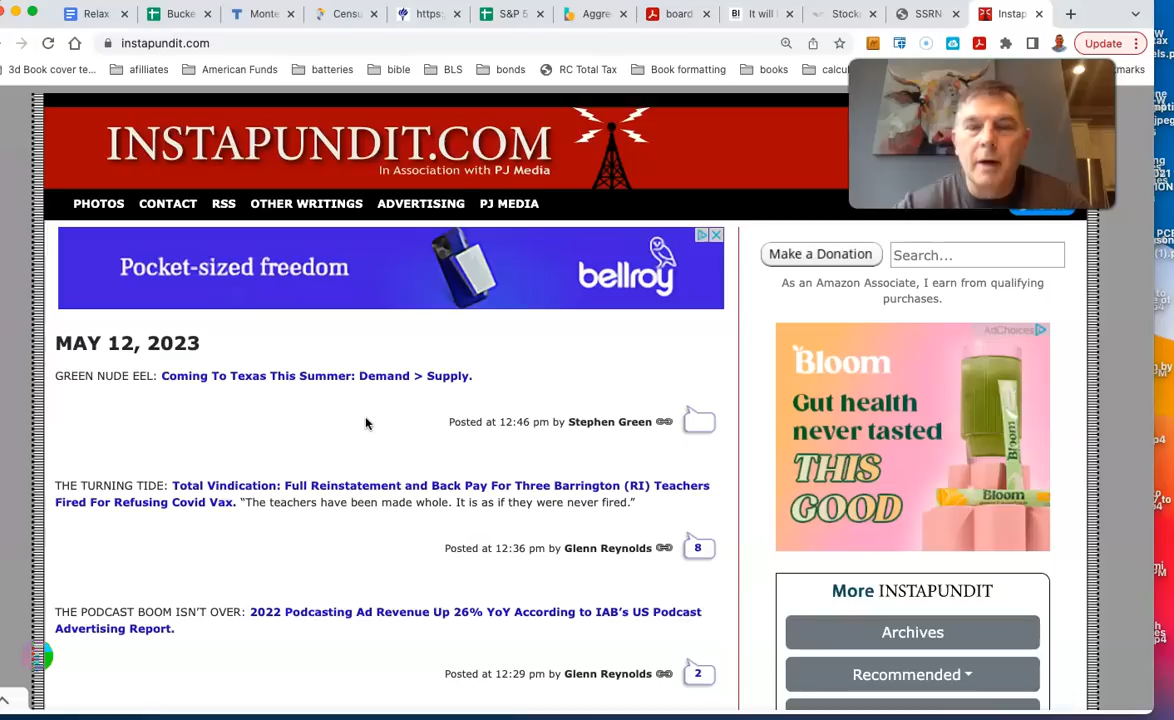 Relax
Bucke
Monte
Censu
https:
S&P 5
Aggre
board
It will
Stock
SSRN
Instap
instapundit.com
Update
3d Book cover te...
afilliates
American Funds
batteries
bible
BLS
bonds
RC Total Tax
Book formatting
books
calcu
kmarks
INSTAPUNDIT.COM
In Association with PJ Media
PHOTOS CONTACT RSS OTHER WRITINGS ADVERTISING PJ MEDIA
Pocket-sized freedom
bellroy
Make a Donation
Search...
As an Amazon Associate, I earn from qualifying
purchases.
MAY 12, 2023
GREEN NUDE EEL: Coming To Texas This Summer: Demand > Supply.
Posted at 12:46 pm by Stephen Green
THE TURNING TIDE: Total Vindication: Full Reinstatement and Back Pay For Three Barrington (RI) Teachers
Fired For Refusing Covid Vax. “The teachers have been made whole. It is as if they were never fired.”
Posted at 12:36 pm by Glenn Reynolds
8
THE PODCAST BOOM ISN’T OVER: 2022 Podcasting Ad Revenue Up 26% YoY According to IAB’s US Podcast
Advertising Report.
Posted at 12:29 pm by Glenn Reynolds
2
AdChoices
Bloom
Gut health
never tasted
THIS
GOOD
Bloom
Bloom
More INSTAPUNDIT
Archives
Recommended